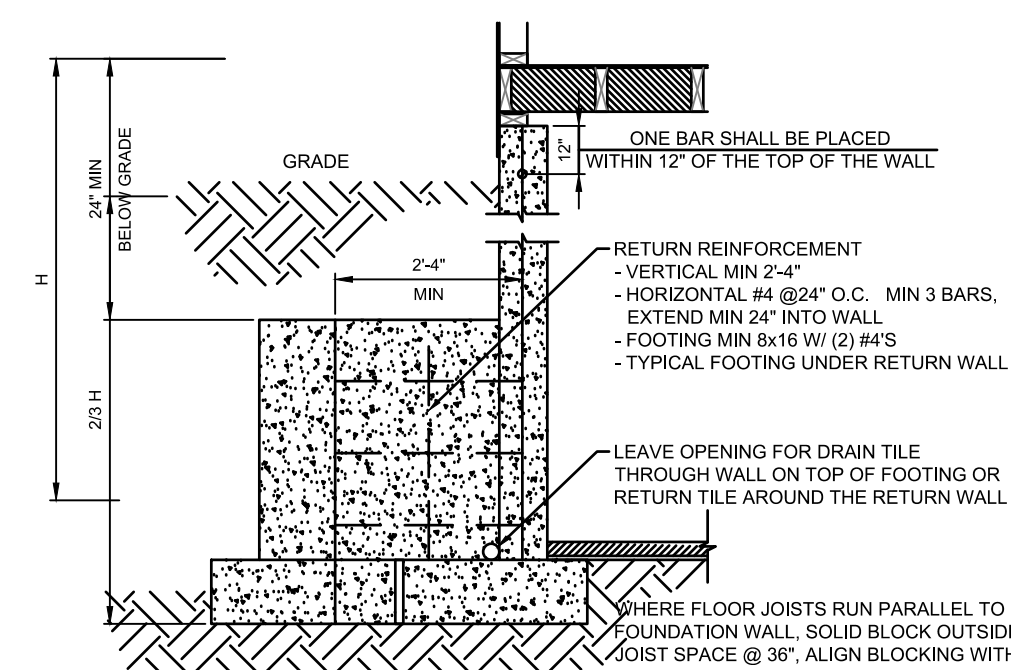 24" MIN
BELOW GRADE
H
2/3 H
GRADE
12"
ONE BAR SHALL BE PLACED
WITHIN 12" OF THE TOP OF THE WALL
2'-4"
MIN
RETURN REINFORCEMENT
- VERTICAL MIN 2'-4"
- HORIZONTAL #4 @24" O.C. MIN 3 BARS,
EXTEND MIN 24" INTO WALL
- FOOTING MIN 8x16 W/ (2) #4'S
- TYPICAL FOOTING UNDER RETURN WALL
LEAVE OPENING FOR DRAIN TILE
THROUGH WALL ON TOP OF FOOTING OR
RETURN TILE AROUND THE RETURN WALL
WHERE FLOOR JOISTS RUN PARALLEL TO
FOUNDATION WALL, SOLID BLOCK OUTSIDE
JOIST SPACE @ 36", ALIGN BLOCKING WITH